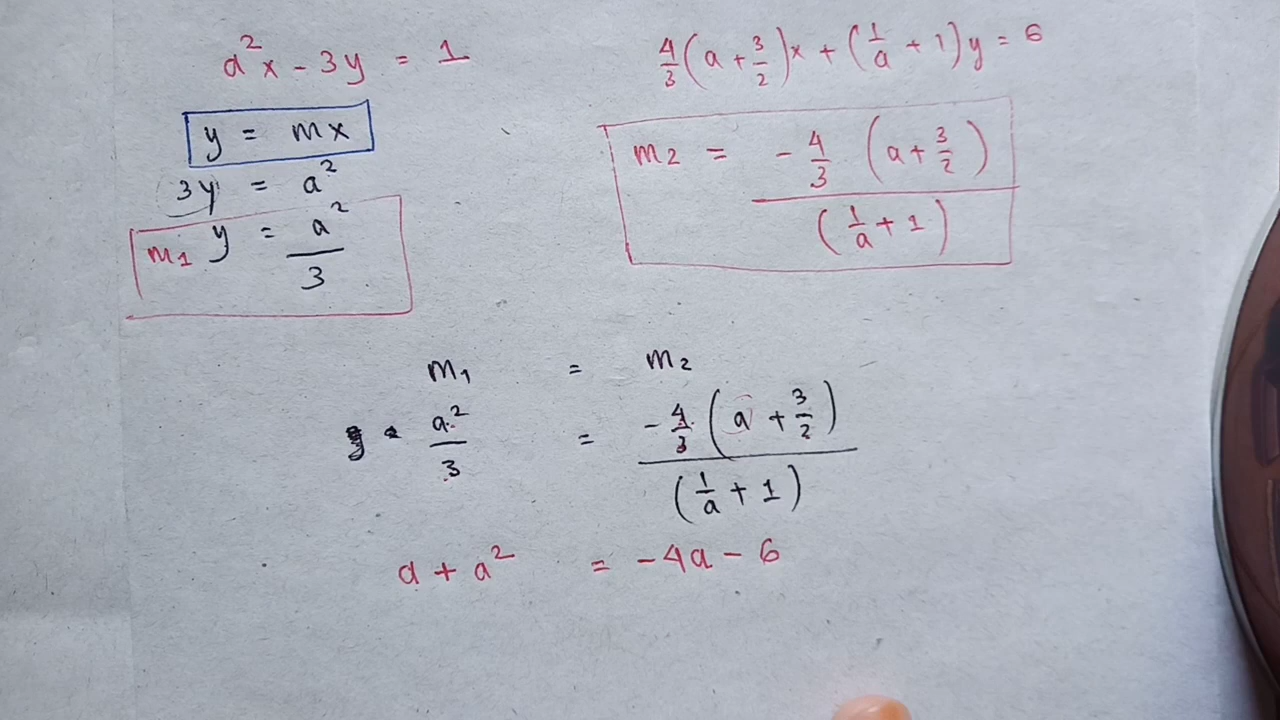 a²x - 3y = 1
4/3 (a + 3/2)x + (1/a + 1)y = 6
y = mx
3y = a²
m₁ y = a²/3
m₂ = -4/3 (a + 3/2) / (1/a + 1)
m₁ = m₂
a²/3 = -4/3 (a + 3/2) / (1/a + 1)
a + a² = -4a - 6